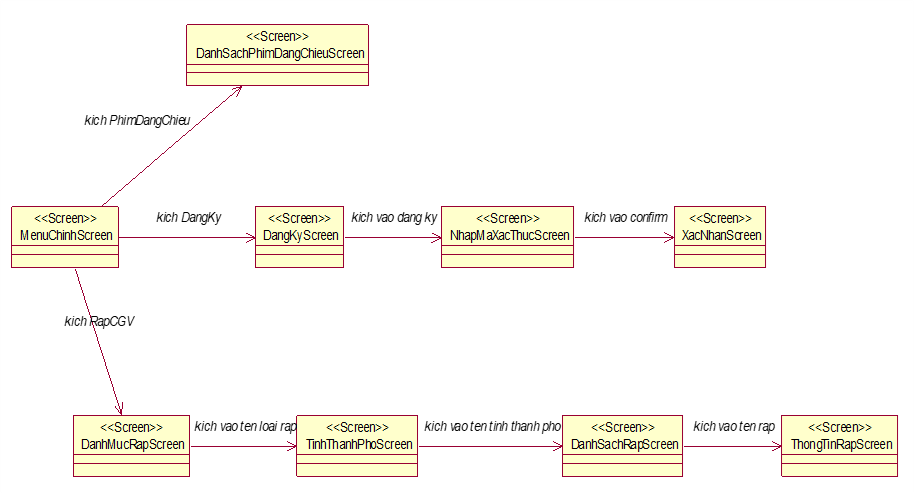 <<Screen>>
DanhSachPhimDangChieuScreen
kich PhimDangChieu
<<Screen>>
MenuChinhScreen
kich DangKy
<<Screen>>
DangKyScreen
kich vao dang ky
<<Screen>>
NhapMaXacThucScreen
kich vao confirm
<<Screen>>
XacNhanScreen
kich RapCGV
<<Screen>>
DanhMucRapScreen
kich vao ten loai rap
<<Screen>>
TinhThanhPhoScreen
kich vao ten tinh thanh pho
<<Screen>>
DanhSachRapScreen
kich vao ten rap
<<Screen>>
ThongTinRapScreen